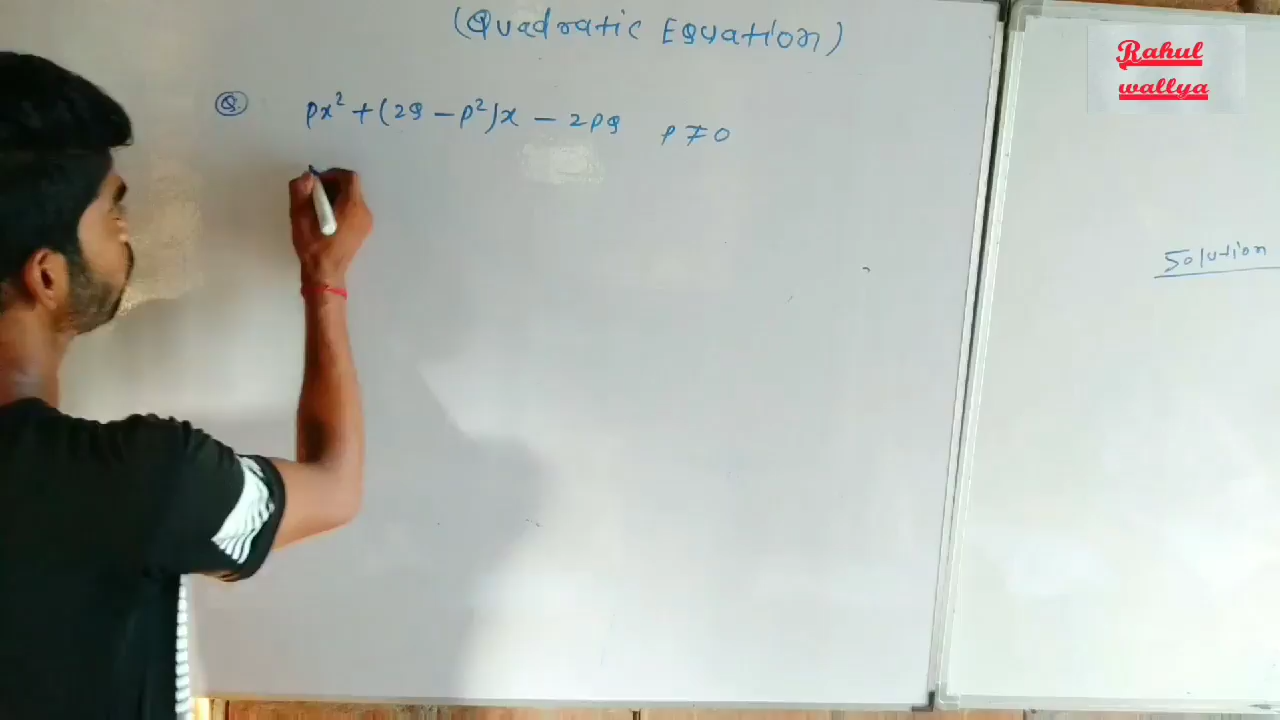 (Quadratic Equation)
Q. px² + (2q - p²)x - 2pq p ≠ 0
Solution
Rahul
wallya